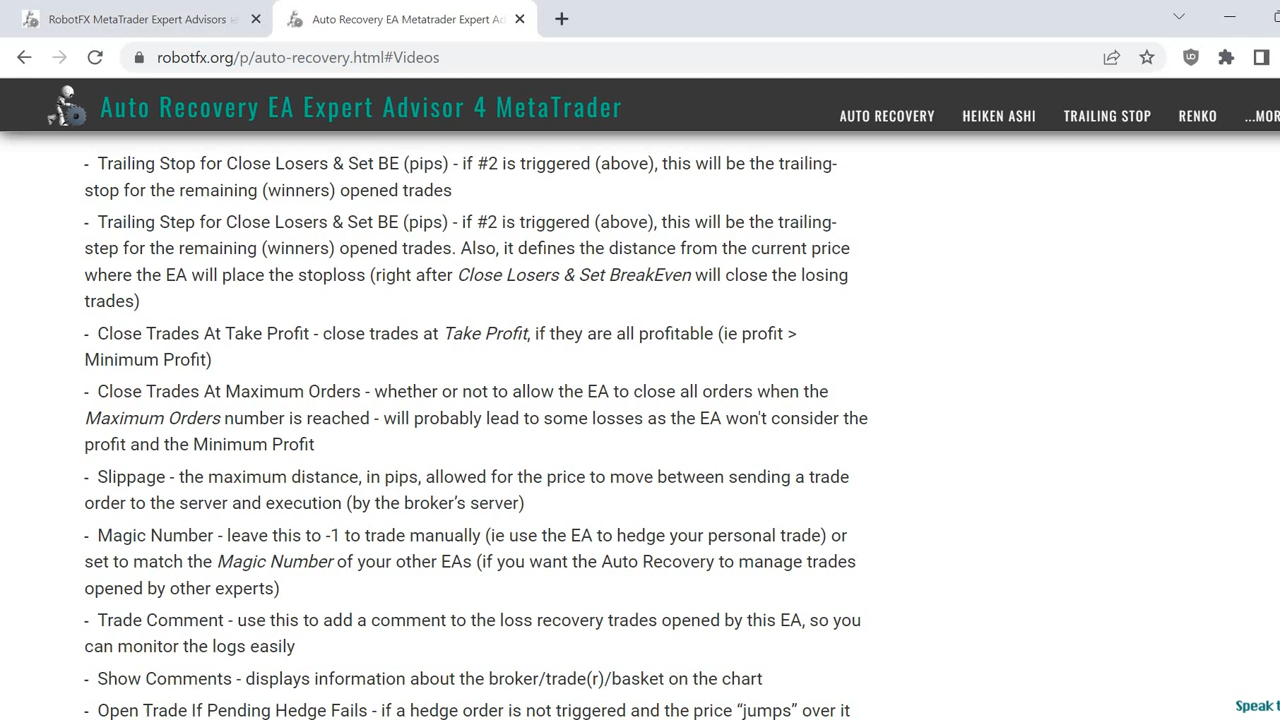 RobotFX MetaTrader Expert Advisors
Auto Recovery EA Metatrader Expert Ad
robotfx.org/p/auto-recovery.html#Videos
Auto Recovery EA Expert Advisor 4 MetaTrader
AUTO RECOVERY HEIKEN ASHI TRAILING STOP RENKO ...MOR
- Trailing Stop for Close Losers & Set BE (pips) - if #2 is triggered (above), this will be the trailing-
stop for the remaining (winners) opened trades
- Trailing Step for Close Losers & Set BE (pips) - if #2 is triggered (above), this will be the trailing-
step for the remaining (winners) opened trades. Also, it defines the distance from the current price
where the EA will place the stoploss (right after Close Losers & Set BreakEven will close the losing
trades)
- Close Trades At Take Profit - close trades at Take Profit, if they are all profitable (ie profit >
Minimum Profit)
- Close Trades At Maximum Orders - whether or not to allow the EA to close all orders when the
Maximum Orders number is reached - will probably lead to some losses as the EA won't consider the
profit and the Minimum Profit
- Slippage - the maximum distance, in pips, allowed for the price to move between sending a trade
order to the server and execution (by the broker’s server)
- Magic Number - leave this to -1 to trade manually (ie use the EA to hedge your personal trade) or
set to match the Magic Number of your other EAs (if you want the Auto Recovery to manage trades
opened by other experts)
- Trade Comment - use this to add a comment to the loss recovery trades opened by this EA, so you
can monitor the logs easily
- Show Comments - displays information about the broker/trade(r)/basket on the chart
- Open Trade If Pending Hedge Fails - if a hedge order is not triggered and the price “jumps” over it
Speak t